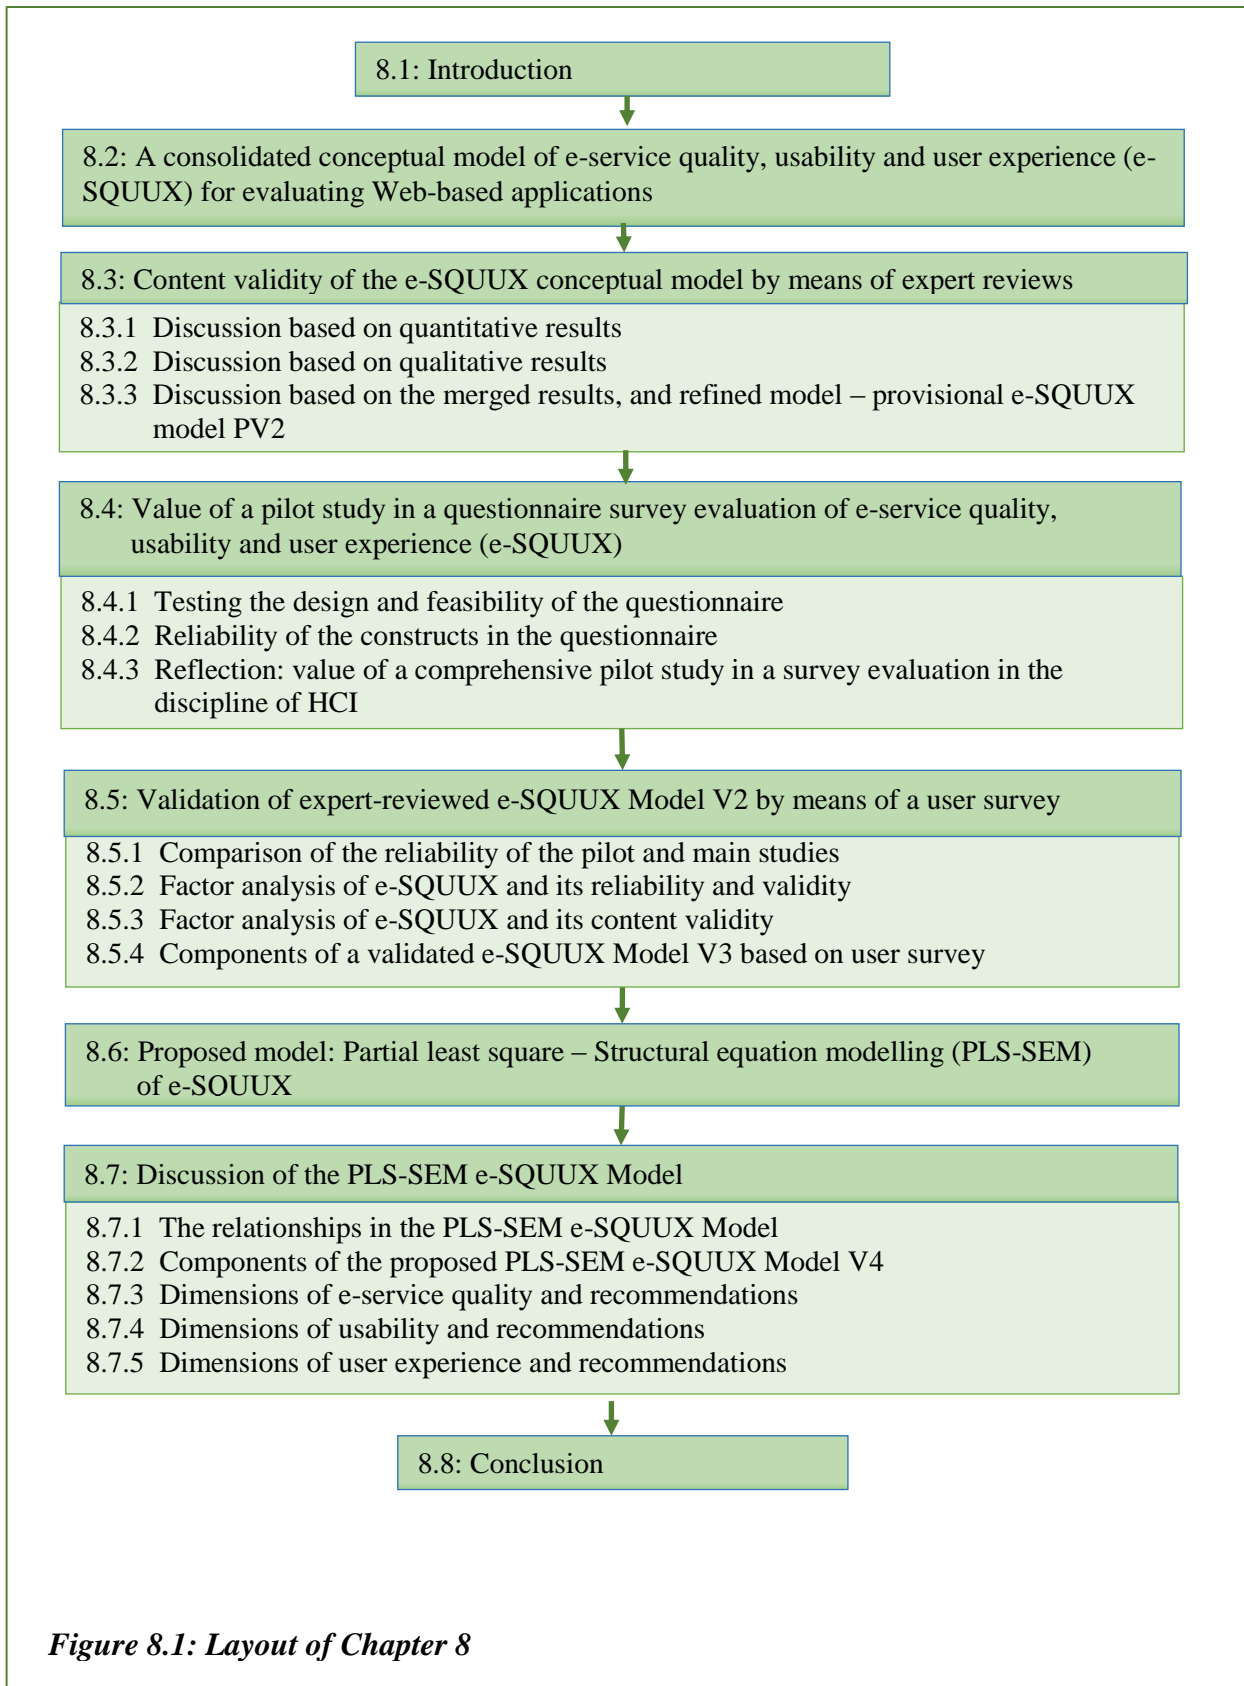 8.1: Introduction
8.2: A consolidated conceptual model of e-service quality, usability and user experience (e-
SQUUX) for evaluating Web-based applications
8.3: Content validity of the e-SQUUX conceptual model by means of expert reviews
8.3.1 Discussion based on quantitative results
8.3.2 Discussion based on qualitative results
8.3.3 Discussion based on the merged results, and refined model – provisional e-SQUUX
model PV2
8.4: Value of a pilot study in a questionnaire survey evaluation of e-service quality,
usability and user experience (e-SQUUX)
8.4.1 Testing the design and feasibility of the questionnaire
8.4.2 Reliability of the constructs in the questionnaire
8.4.3 Reflection: value of a comprehensive pilot study in a survey evaluation in the
discipline of HCI
8.5: Validation of expert-reviewed e-SQUUX Model V2 by means of a user survey
8.5.1 Comparison of the reliability of the pilot and main studies
8.5.2 Factor analysis of e-SQUUX and its reliability and validity
8.5.3 Factor analysis of e-SQUUX and its content validity
8.5.4 Components of a validated e-SQUUX Model V3 based on user survey
8.6: Proposed model: Partial least square – Structural equation modelling (PLS-SEM)
of e-SQUUX
8.7: Discussion of the PLS-SEM e-SQUUX Model
8.7.1 The relationships in the PLS-SEM e-SQUUX Model
8.7.2 Components of the proposed PLS-SEM e-SQUUX Model V4
8.7.3 Dimensions of e-service quality and recommendations
8.7.4 Dimensions of usability and recommendations
8.7.5 Dimensions of user experience and recommendations
8.8: Conclusion
Figure 8.1: Layout of Chapter 8